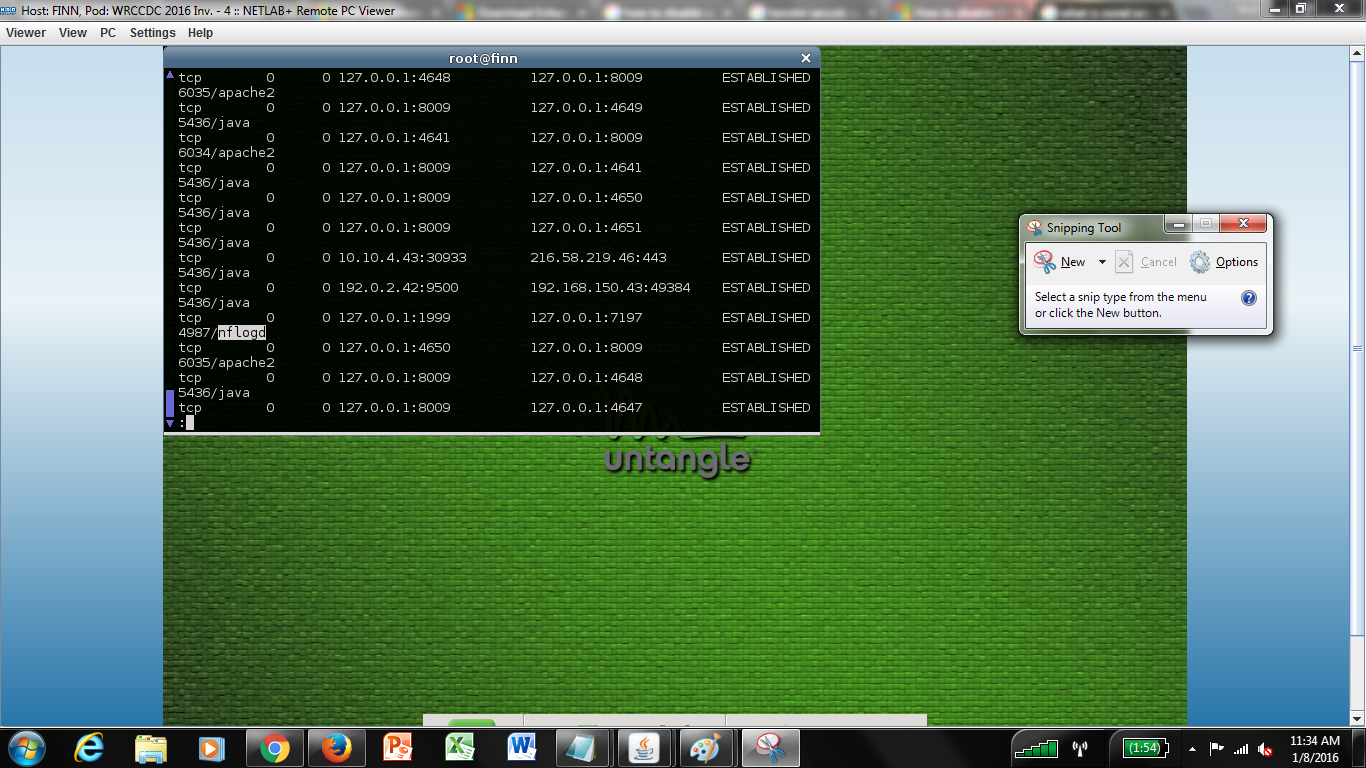 Host: FINN, Pod: WRCCDC 2016 Inv. - 4 :: NETLAB+ Remote PC Viewer
Viewer View PC Settings Help
root@finn
tcp 0 0 127.0.0.1:4648 127.0.0.1:8009 ESTABLISHED
6035/apache2
tcp 0 0 127.0.0.1:8009 127.0.0.1:4649 ESTABLISHED
5436/java
tcp 0 0 127.0.0.1:4641 127.0.0.1:8009 ESTABLISHED
6034/apache2
tcp 0 0 127.0.0.1:8009 127.0.0.1:4641 ESTABLISHED
5436/java
tcp 0 0 127.0.0.1:8009 127.0.0.1:4650 ESTABLISHED
5436/java
tcp 0 0 127.0.0.1:8009 127.0.0.1:4651 ESTABLISHED
5436/java
tcp 0 0 10.10.4.43:30933 216.58.219.46:443 ESTABLISHED
5436/java
tcp 0 0 192.0.2.42:9500 192.168.150.43:49384 ESTABLISHED
5436/java
tcp 0 0 127.0.0.1:1999 127.0.0.1:7197 ESTABLISHED
4987/nflogd
tcp 0 0 127.0.0.1:4650 127.0.0.1:8009 ESTABLISHED
6035/apache2
tcp 0 0 127.0.0.1:8009 127.0.0.1:4648 ESTABLISHED
5436/java
tcp 0 0 127.0.0.1:8009 127.0.0.1:4647 ESTABLISHED
:
untangle
Snipping Tool
New Cancel Options
Select a snip type from the menu
or click the New button.
(1:54)
11:34 AM
1/8/2016